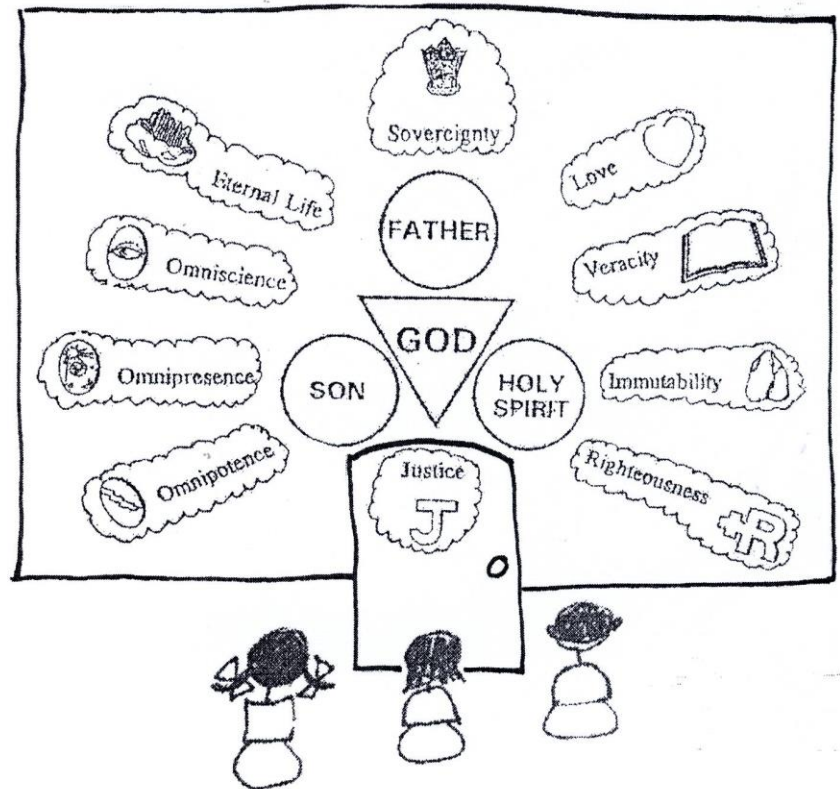 Sovereignty
Eternal Life
Love
FATHER
Omniscience
Veracity
GOD
Omnipresence
SON
HOLY
SPIRIT
Immutability
Omnipotence
Justice
J
Righteousness
+R